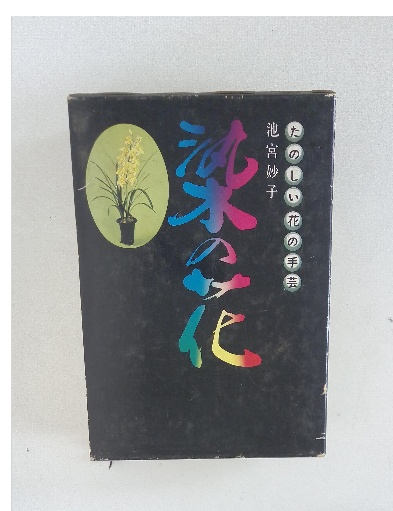 たのしい花の手芸
池宮妙子
染の花